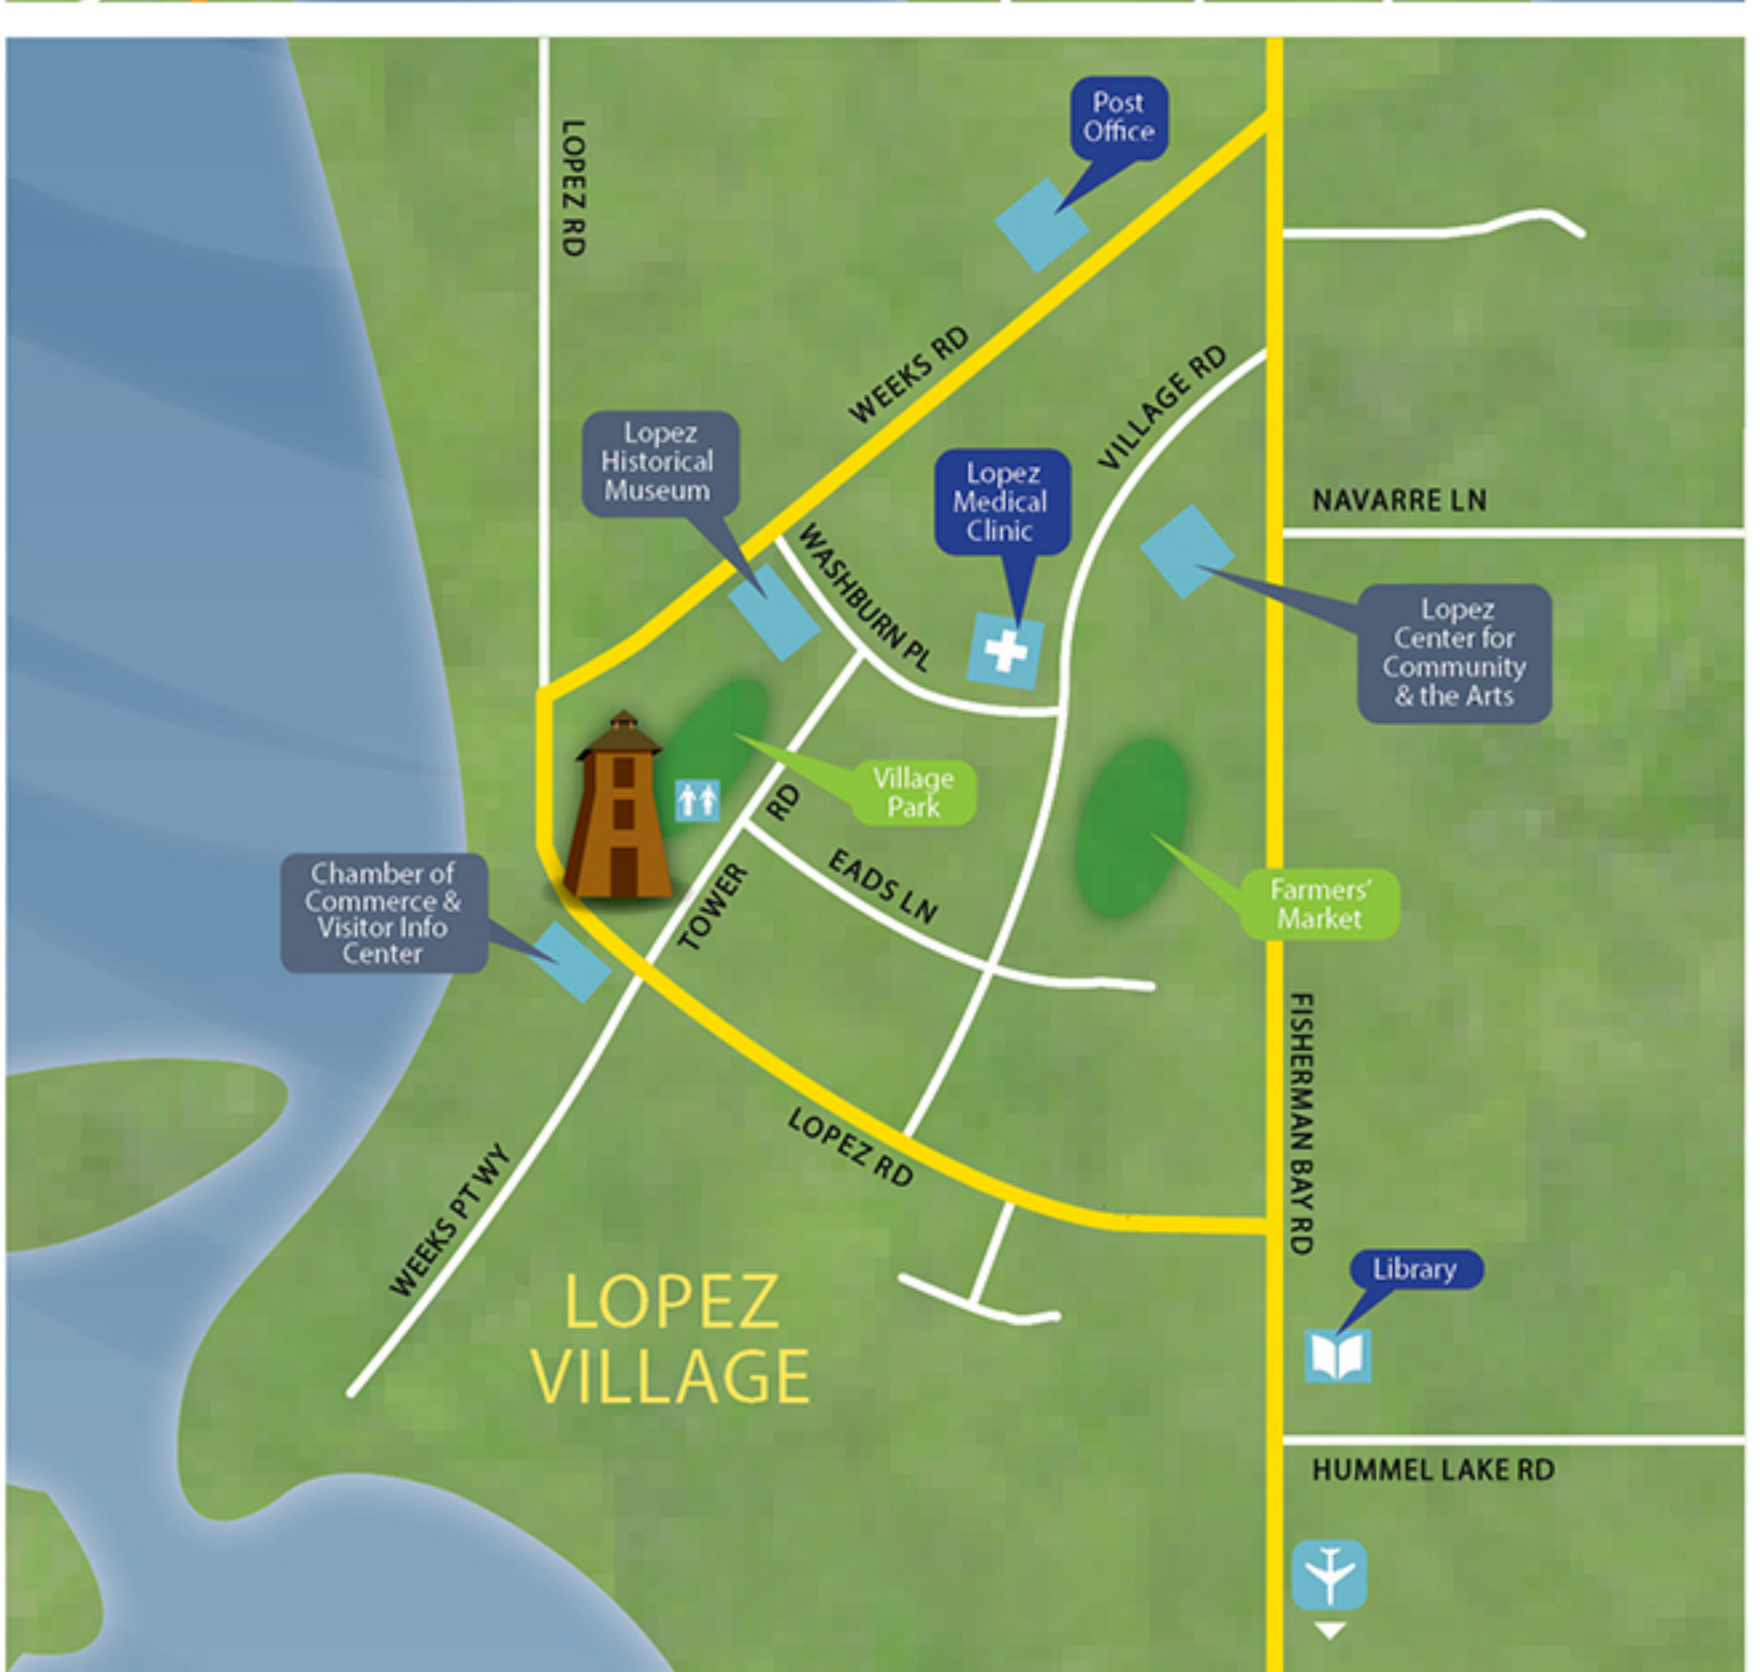 Post
Office
LOPEZ RD
WEEKS RD
VILLAGE RD
Lopez
Historical
Museum
Lopez
Medical
Clinic
NAVARRE LN
WASHBURN PL
Lopez
Center for
Community
& the Arts
Village
Park
TOWER RD
EADS LN
Chamber of
Commerce &
Visitor Info
Center
Farmers'
Market
FISHERMAN BAY RD
LOPEZ RD
WEEKS PT WY
Library
LOPEZ
VILLAGE
HUMMEL LAKE RD